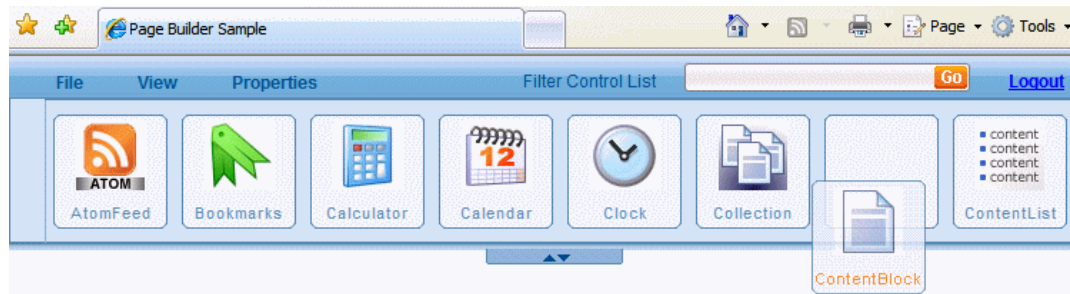 Page Builder Sample
Page
Tools
File
View
Properties
Filter Control List
Go
Logout
ATOM
AtomFeed
Bookmarks
Calculator
12
Calendar
Clock
Collection
content
content
content
content
ContentList
ContentBlock